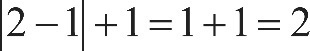 |2 − 1| + 1 = 1 + 1 = 2